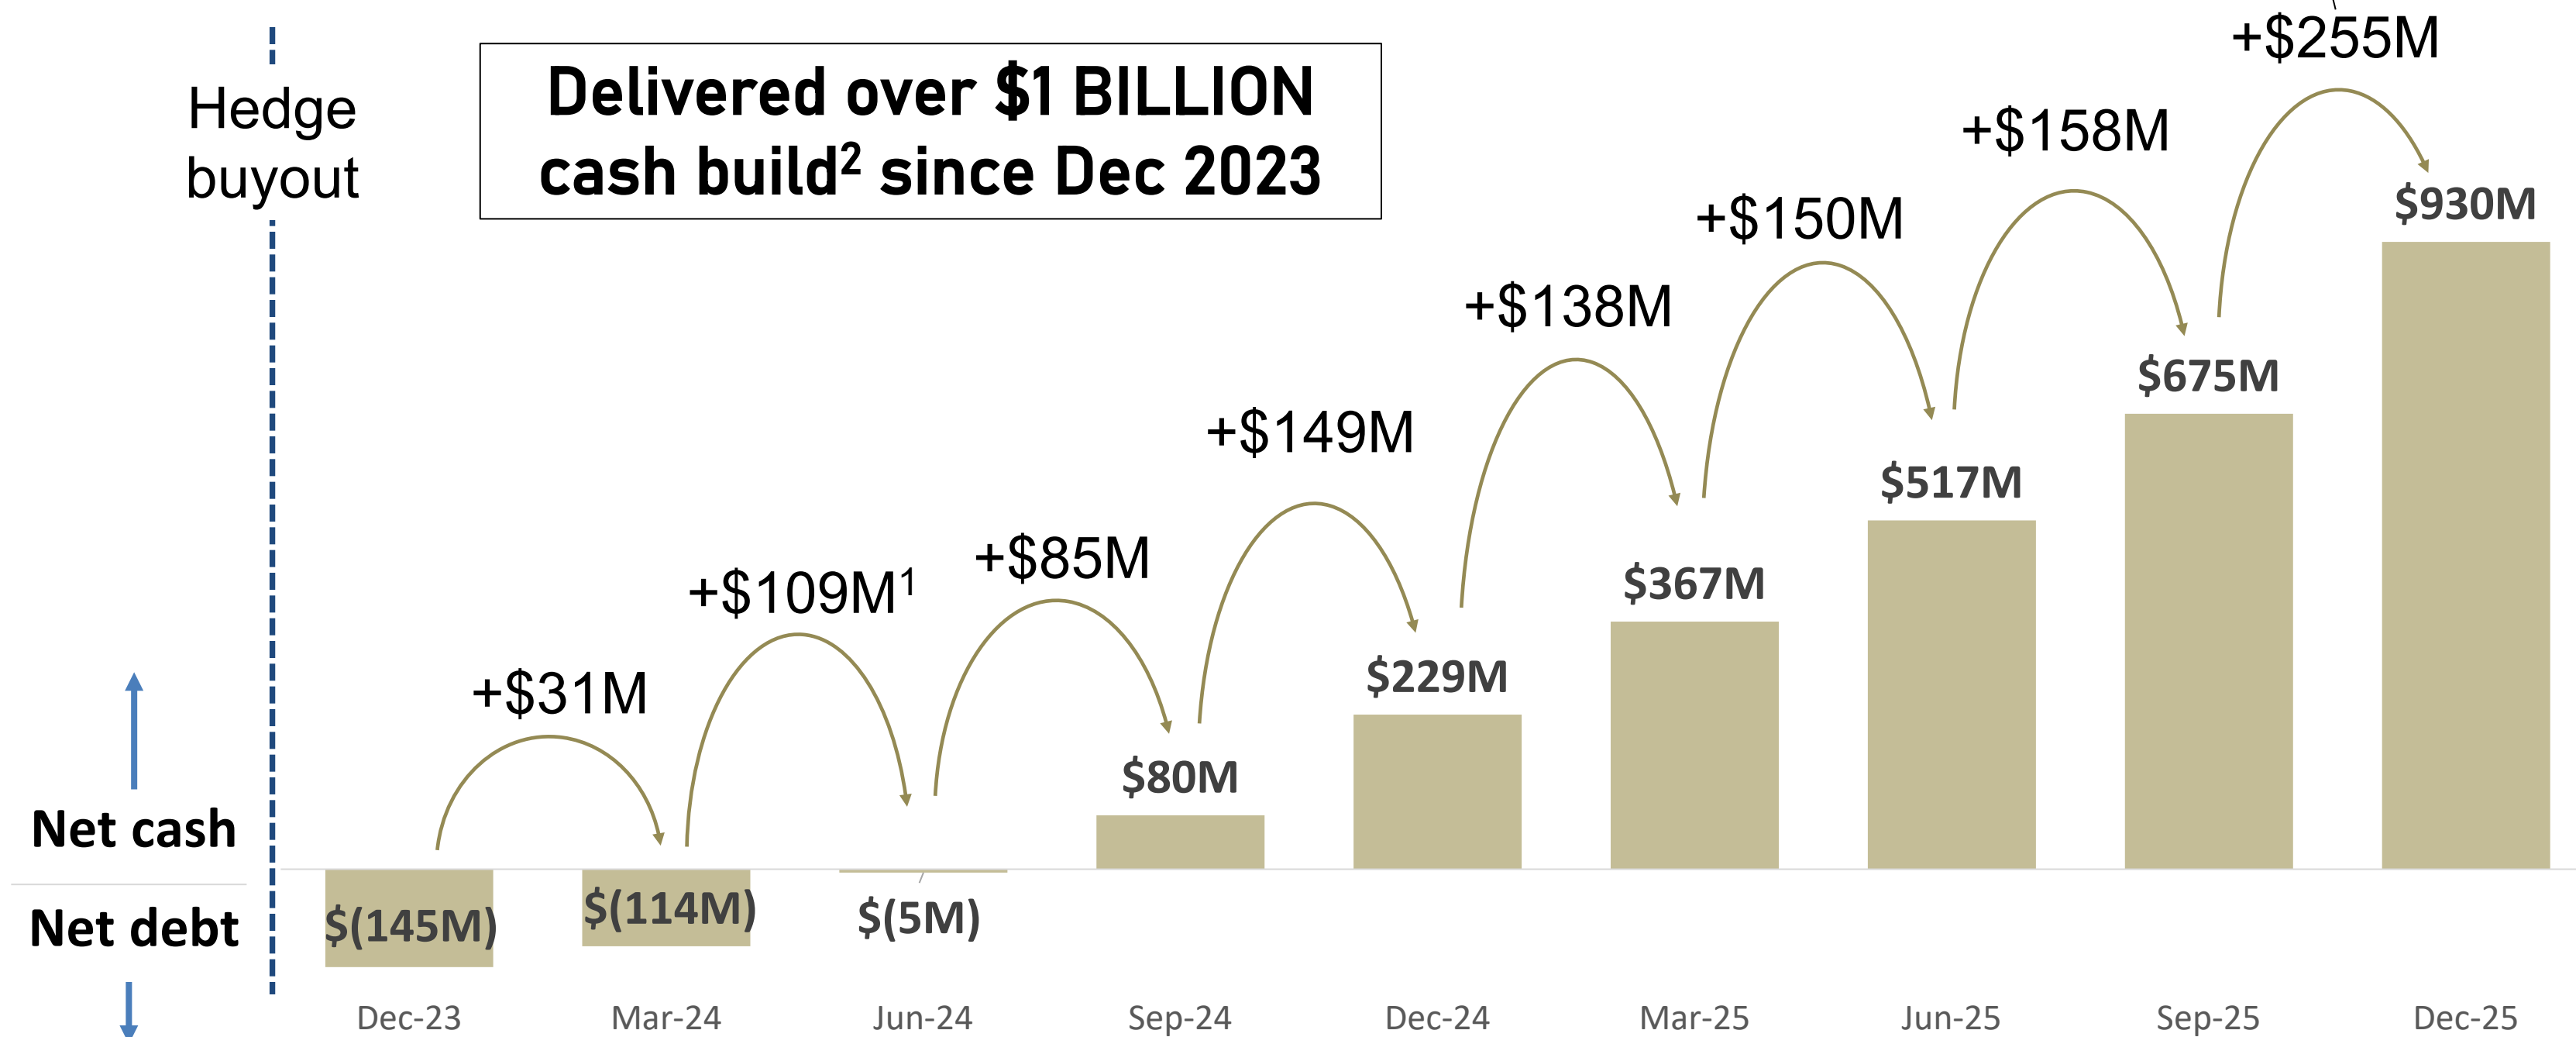 Hedge
buyout
Delivered over $1 BILLION
cash build² since Dec 2023
+$31M
+$109M¹
+$85M
+$149M
+$138M
+$150M
+$158M
+$255M
$(145M)
$(114M)
$(5M)
$80M
$229M
$367M
$517M
$675M
$930M
Net cash
Net debt
Dec-23 Mar-24 Jun-24 Sep-24 Dec-24 Mar-25 Jun-25 Sep-25 Dec-25